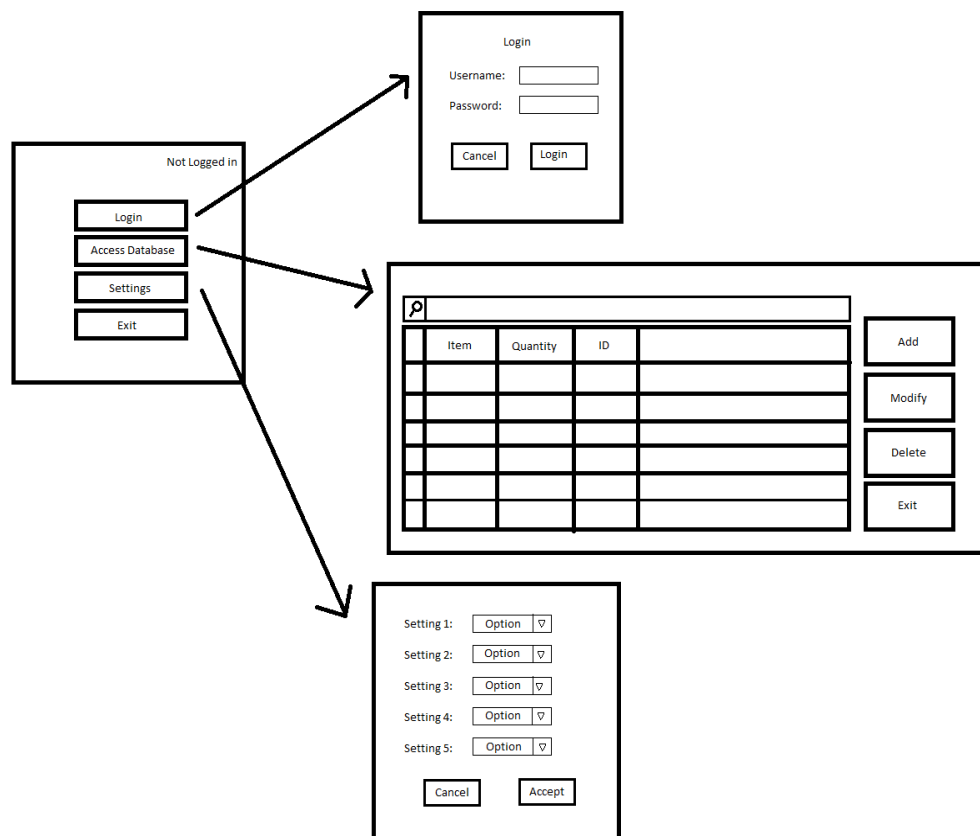 Not Logged in
Login
Access Database
Settings
Exit
Login
Username:
Password:
Cancel Login
Item Quantity ID
Add
Modify
Delete
Exit
Setting 1: Option
Setting 2: Option
Setting 3: Option
Setting 4: Option
Setting 5: Option
Cancel Accept